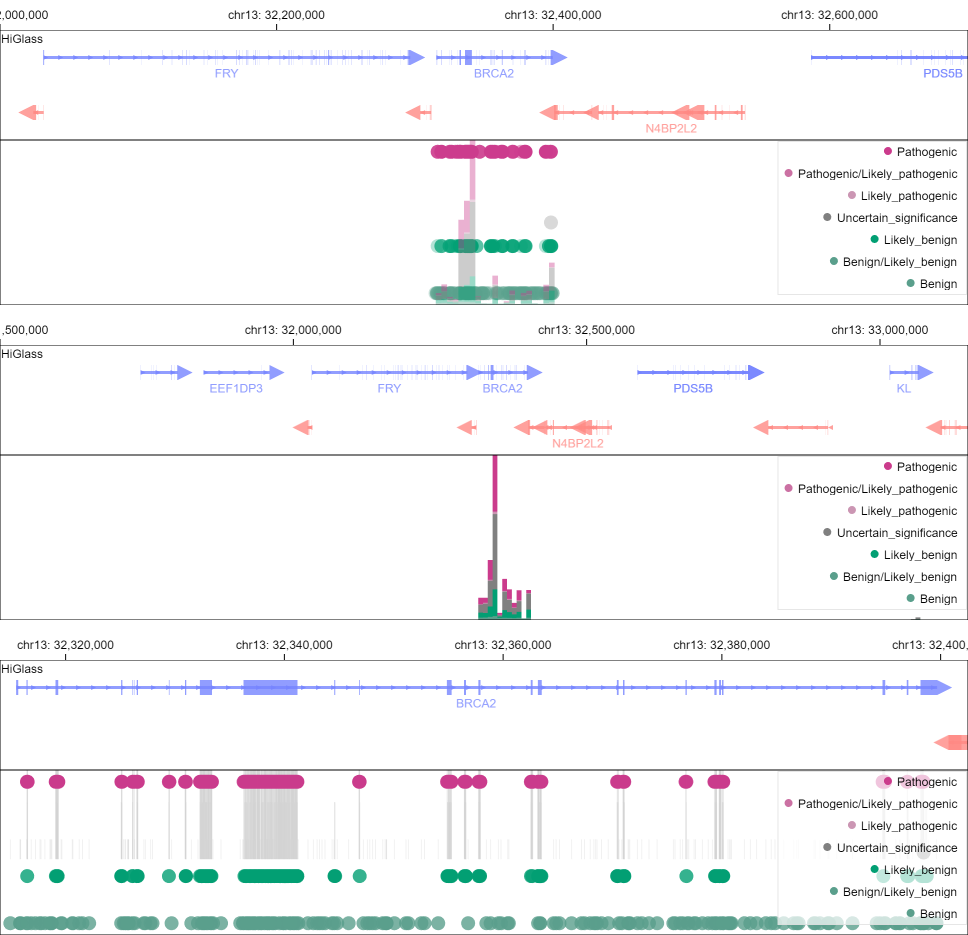 2,000,000 chr13: 32,200,000 chr13: 32,400,000 chr13: 32,600,000
HiGlass
FRY BRCA2 PDS5B
N4BP2L2
Pathogenic
Pathogenic/Likely_pathogenic
Likely_pathogenic
Uncertain_significance
Likely_benign
Benign/Likely_benign
Benign
,500,000 chr13: 32,000,000 chr13: 32,500,000 chr13: 33,000,000
HiGlass
EEF1DP3 FRY BRCA2 PDS5B KL
N4BP2L2
Pathogenic
Pathogenic/Likely_pathogenic
Likely_pathogenic
Uncertain_significance
Likely_benign
Benign/Likely_benign
Benign
chr13: 32,320,000 chr13: 32,340,000 chr13: 32,360,000 chr13: 32,380,000 chr13: 32,400,
HiGlass
BRCA2
Pathogenic
Pathogenic/Likely_pathogenic
Likely_pathogenic
Uncertain_significance
Likely_benign
Benign/Likely_benign
Benign